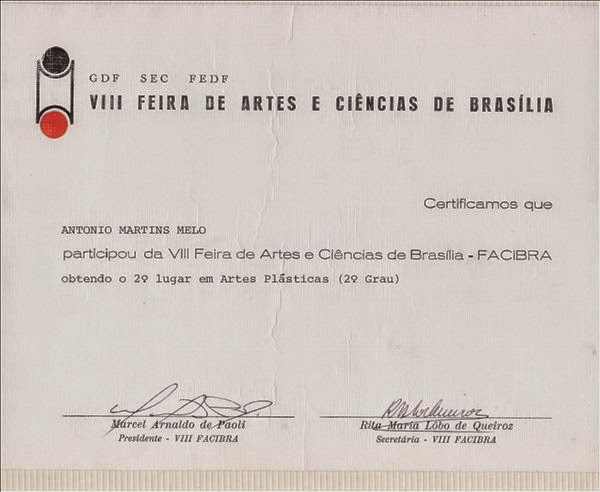 GDF SEC FEDF
VIII FEIRA DE ARTES E CIÊNCIAS DE BRASÍLIA
Certificamos que
ANTONIO MARTINS MELO
participou da VIII Feira de Artes e Ciências de Brasília - FACIBRA
obtendo o 2º lugar em Artes Plásticas (2º Grau)
Marcel Arnaldo de Paoli
Presidente - VIII FACIBRA
Rita Maria Lôbo de Queiroz
Secretária - VIII FACIBRA